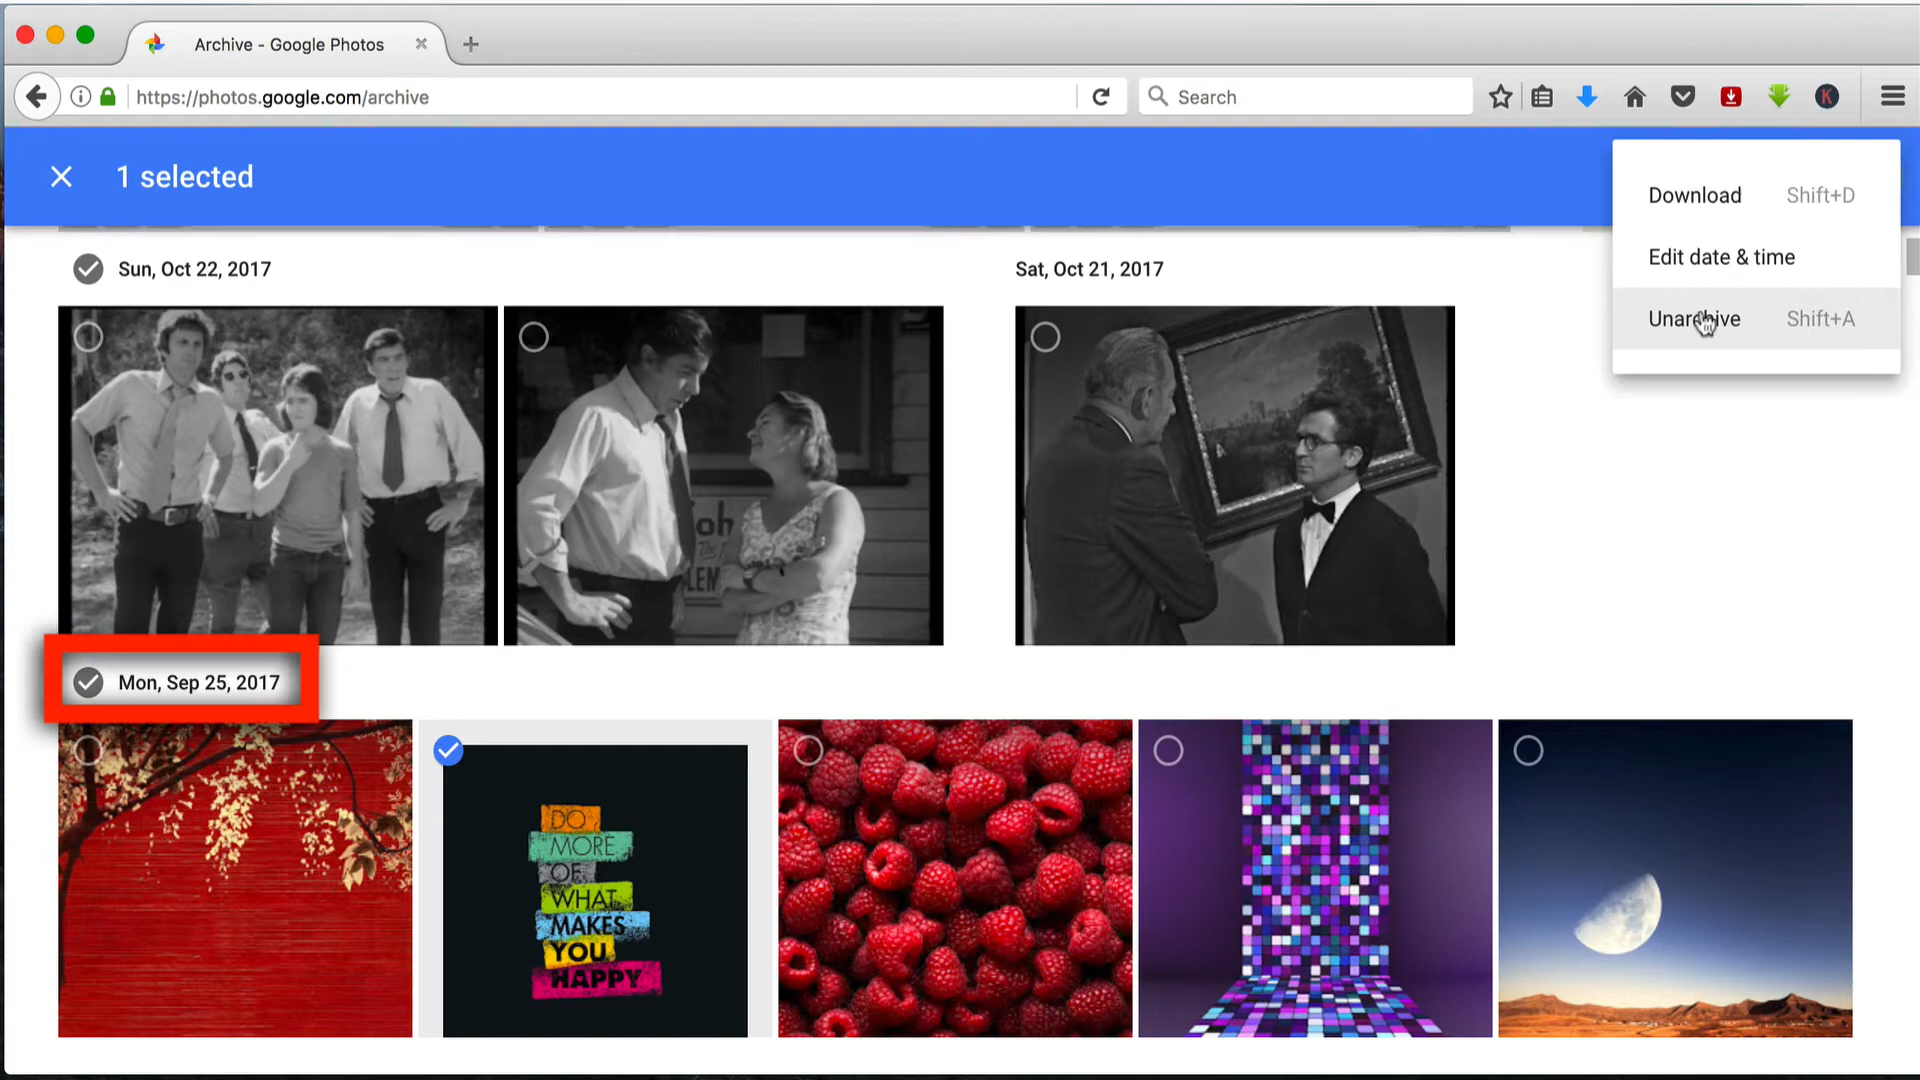 Archive - Google Photos
https://photos.google.com/archive
Search
K
1 selected
Download Shift+D
Edit date & time
Unarchive Shift+A
Sun, Oct 22, 2017
Sat, Oct 21, 2017
Mon, Sep 25, 2017
DO
MORE
OF
WHAT
MAKES
YOU
HAPPY